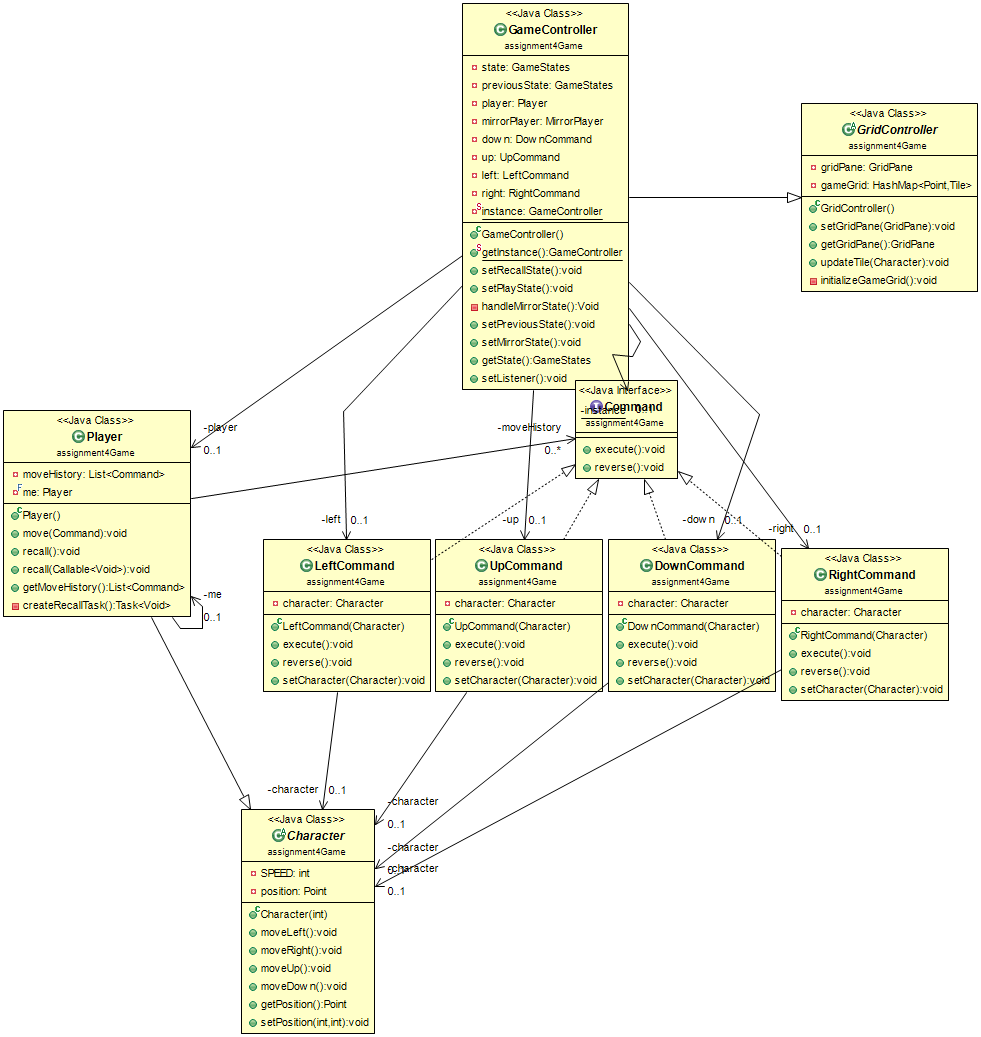 <<Java Class>>
GameController
assignment4Game
state: GameStates
previousState: GameStates
player: Player
mirrorPlayer: MirrorPlayer
down: DownCommand
up: UpCommand
left: LeftCommand
right: RightCommand
instance: GameController
GameController()
getInstance():GameController
setRecallState():void
setPlayState():void
handleMirrorState():Void
setPreviousState():void
setMirrorState():void
getState():GameStates
setListener():void
<<Java Class>>
GridController
assignment4Game
gridPane: GridPane
gameGrid: HashMap<Point,Tile>
GridController()
setGridPane(GridPane):void
getGridPane():GridPane
updateTile(Character):void
initializeGameGrid():void
<<Java Interface>>
Command
assignment4Game
execute():void
reverse():void
-instance 0..1
<<Java Class>>
Player
assignment4Game
moveHistory: List<Command>
me: Player
Player()
move(Command):void
recall():void
recall(Callable<Void>):void
getMoveHistory():List<Command>
createRecallTask():Task<Void>
-player
0..1
-moveHistory
0..*
-me
0..1
-left 0..1
-up 0..1
-down 0..1
-right 0..1
<<Java Class>>
LeftCommand
assignment4Game
character: Character
LeftCommand(Character)
execute():void
reverse():void
setCharacter(Character):void
<<Java Class>>
UpCommand
assignment4Game
character: Character
UpCommand(Character)
execute():void
reverse():void
setCharacter(Character):void
<<Java Class>>
DownCommand
assignment4Game
character: Character
DownCommand(Character)
execute():void
reverse():void
setCharacter(Character):void
<<Java Class>>
RightCommand
assignment4Game
character: Character
RightCommand(Character)
execute():void
reverse():void
setCharacter(Character):void
-character 0..1
-character
0..1
-character
0..1
-character
0..1
<<Java Class>>
Character
assignment4Game
SPEED: int
position: Point
Character(int)
moveLeft():void
moveRight():void
moveUp():void
moveDown():void
getPosition():Point
setPosition(int,int):void